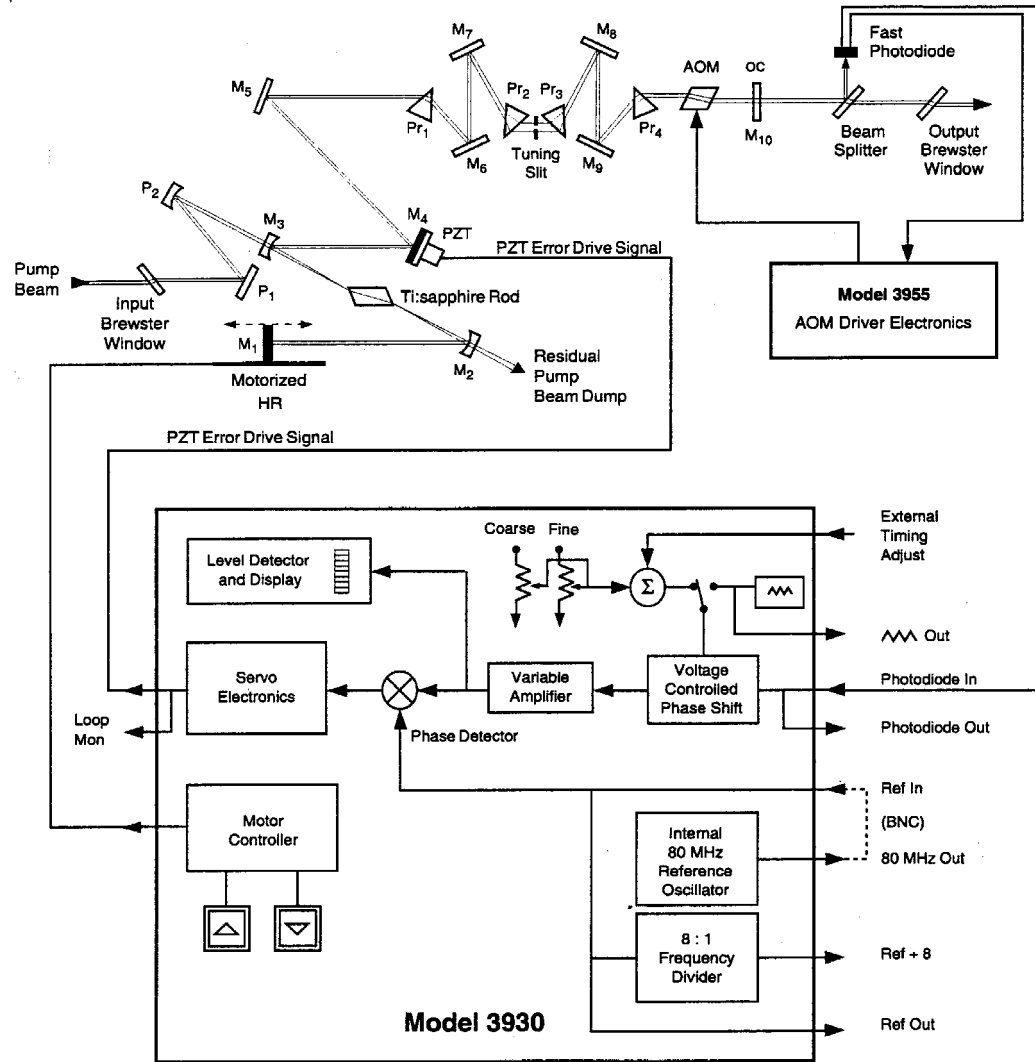 M7
M8
Fast
Photodiode
M5
Pr2
Pr3
AOM
OC
Pr1
Pr4
M6
Tuning
Slit
M9
M10
Beam
Splitter
Output
Brewster
Window
P2
M3
M4
PZT
PZT Error Drive Signal
Pump
Beam
P1
Input
Brewster
Window
Ti:sapphire Rod
Model 3955
AOM Driver Electronics
M1
M2
Motorized
HR
Residual
Pump
Beam Dump
PZT Error Drive Signal
Coarse
Fine
External
Timing
Adjust
Level Detector
and Display
Σ
Out
Servo
Electronics
Variable
Amplifier
Voltage
Controlled
Phase Shift
Photodiode In
Loop
Mon
Phase Detector
Photodiode Out
Ref In
Motor
Controller
(BNC)
Internal
80 MHz
Reference
Oscillator
80 MHz Out
8 : 1
Frequency
Divider
Ref ÷ 8
Model 3930
Ref Out